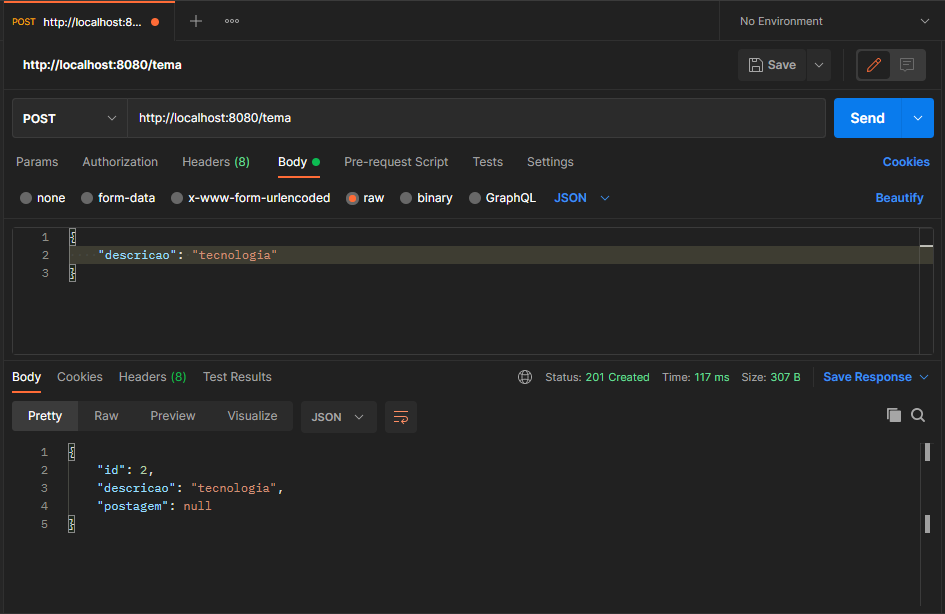 POST http://localhost:8... No Environment
http://localhost:8080/tema Save
POST http://localhost:8080/tema Send
Params Authorization Headers (8) Body Pre-request Script Tests Settings Cookies
none form-data x-www-form-urlencoded raw binary GraphQL JSON Beautify
1 {
2 "descricao": "tecnologia"
3 }
Body Cookies Headers (8) Test Results Status: 201 Created Time: 117 ms Size: 307 B Save Response
Pretty Raw Preview Visualize JSON
1 {
2 "id": 2,
3 "descricao": "tecnologia",
4 "postagem": null
5 }